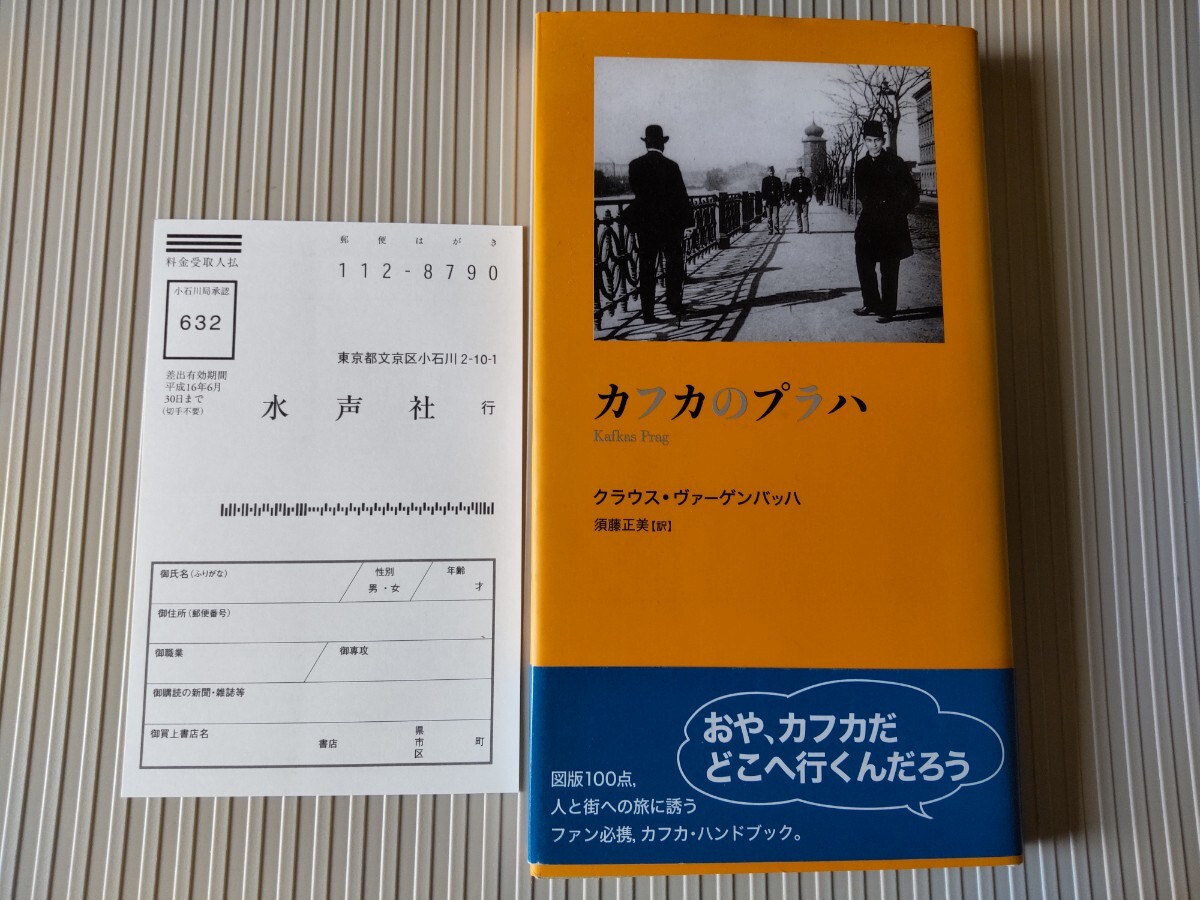 郵便はがき
112-8790
料金受取人払
小石川局承認
632
差出有効期間
平成16年6月
30日まで
(切手不要)
東京都文京区小石川2-10-1
水声社 行
御氏名(ふりがな)
性別
男・女
年齢
才
御住所(郵便番号)
御職業
御専攻
御購読の新聞・雑誌等
御買上書店名
書店
県
市
区
町
カフカのプラハ
Kafkas Prag
クラウス・ヴァーゲンバッハ
須藤正美【訳】
おや、カフカだ
どこへ行くんだろう
図版100点,
人と街への旅に誘う
ファン必携,カフカ・ハンドブック。